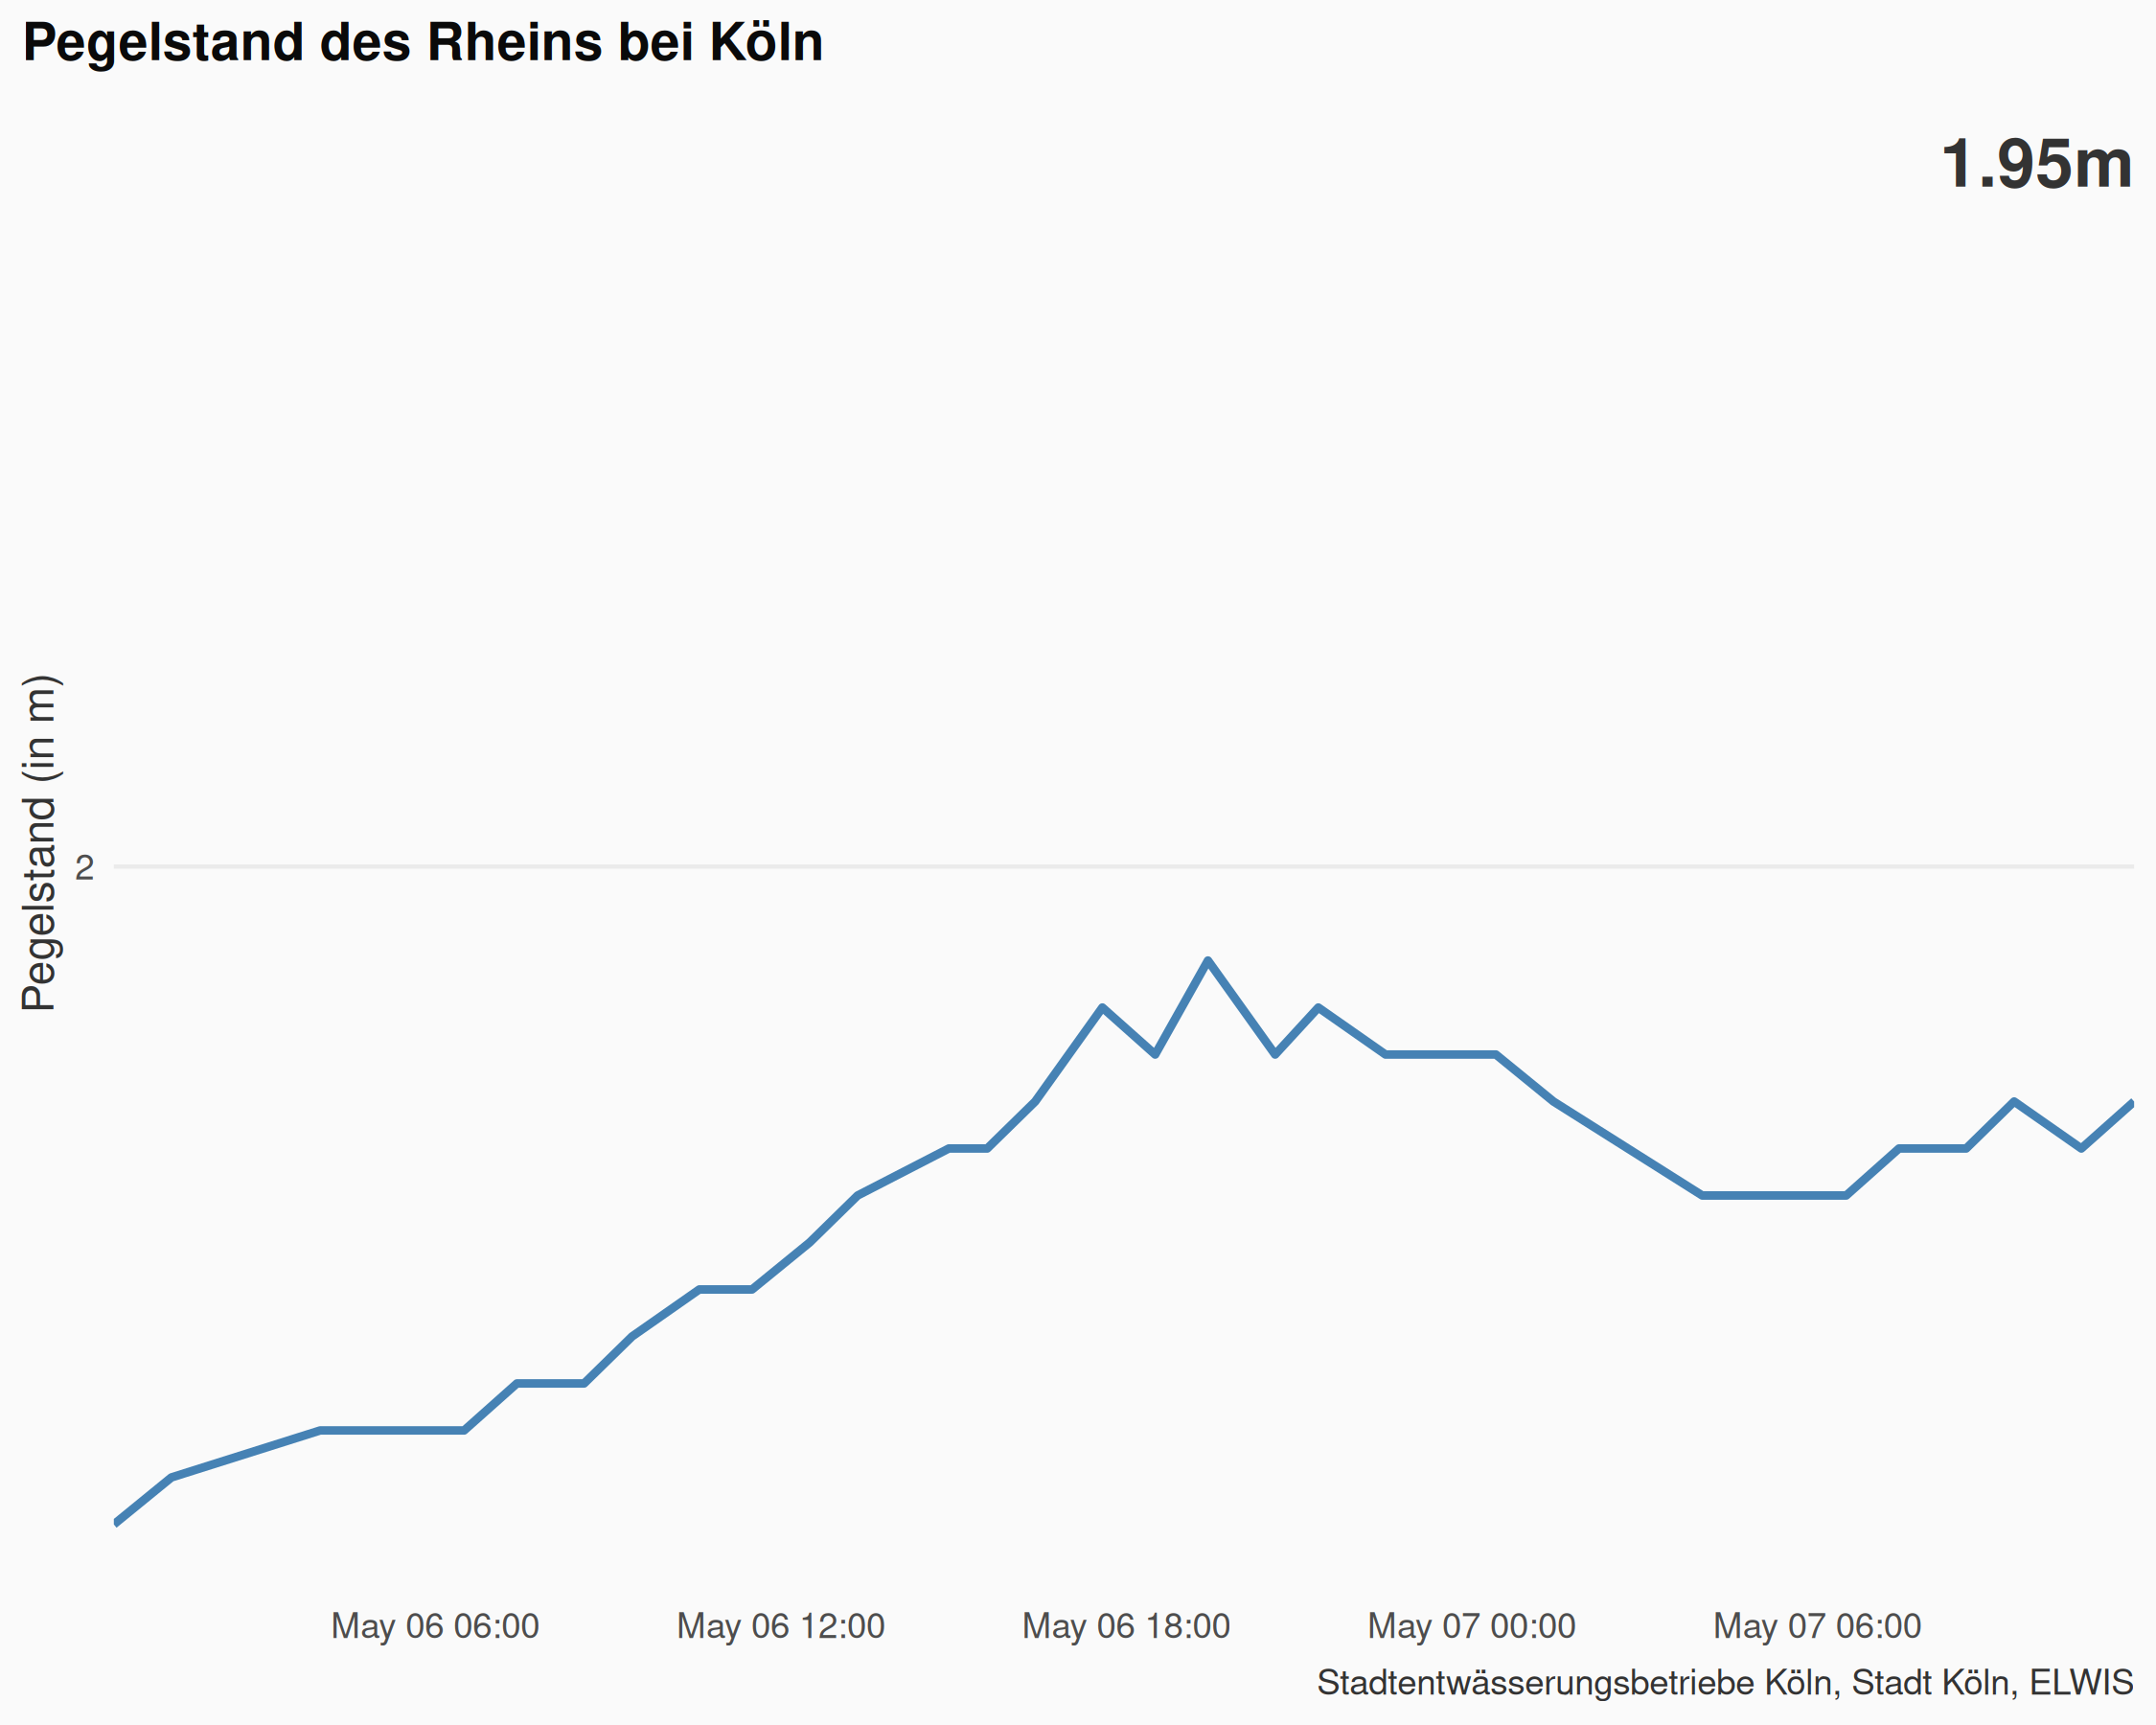 Pegelstand des Rheins bei Köln
1.95m
Pegelstand (in m)
2
May 06 06:00
May 06 12:00
May 06 18:00
May 07 00:00
May 07 06:00
Stadtentwässerungsbetriebe Köln, Stadt Köln, ELWIS